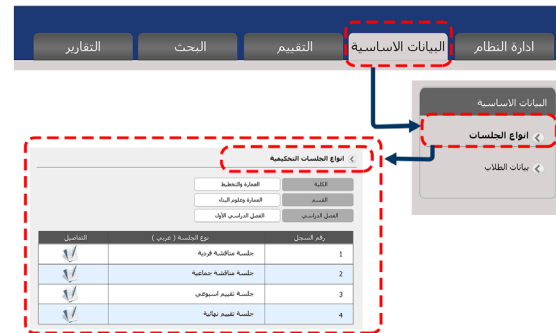 ادارة النظام
البيانات الاساسية
التقييم
البحث
التقارير
البيانات الاساسية
انواع الجلسات
بيانات الطلاب
انواع الجلسات التحكيمية
الكلية العمارة والتخطيط
القسم العمارة وعلوم البناء
الفصل الدراسي الفصل الدراسي الأول
رقم السجل نوع الجلسة ( عربي ) التفاصيل
1 جلسة مناقشة فردية
2 جلسة مناقشة جماعية
3 جلسة تقييم اسبوعي
4 جلسة تقييم نهائية